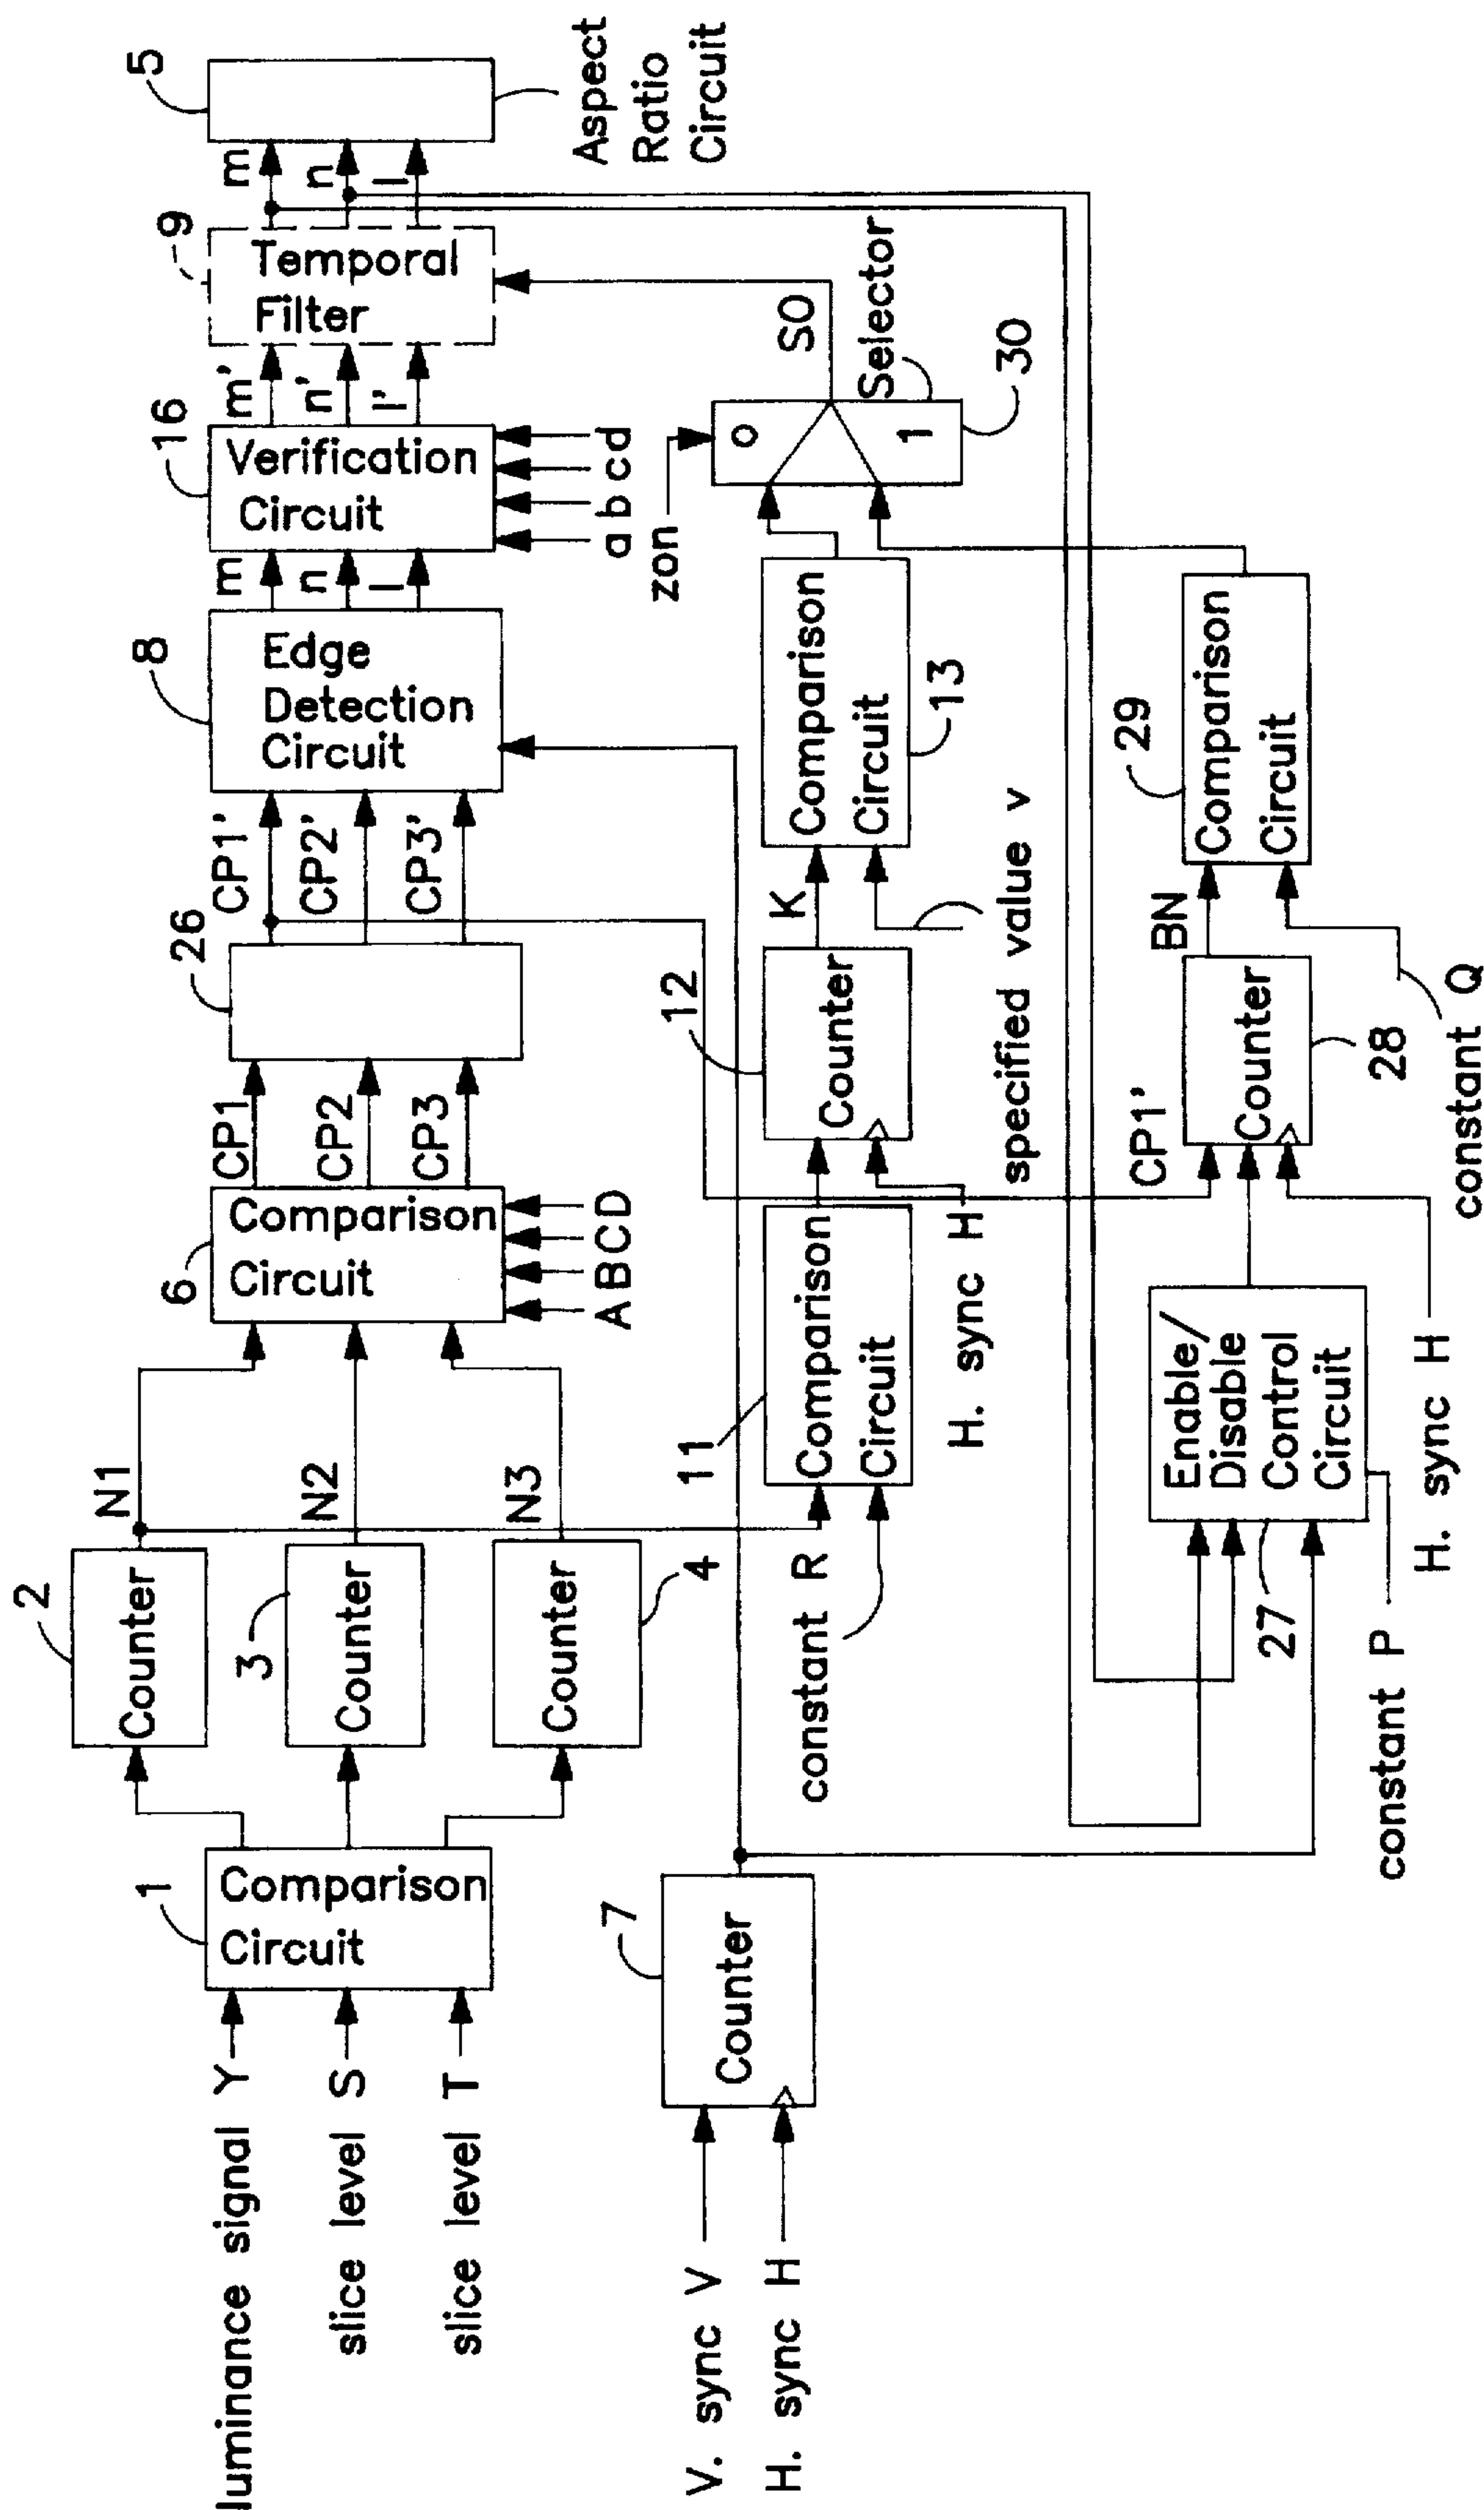 luminance signal Y
slice level S
slice level T
1
Comparison
Circuit
2
Counter
N1
3
Counter
N2
4
Counter
N3
6
Comparison
Circuit
A B C D
CP1
CP2
CP3
26
CP1'
CP2'
CP3'
8
Edge
Detection
Circuit
m
n
l
16
Verification
Circuit
a b c d
m'
n'
l'
9
Temporal
Filter
m
n
l
5
Aspect
Ratio
Circuit
V. sync V
H. sync H
7
Counter
constant R
11
Comparison
Circuit
H. sync H
12
Counter
K
specified value v
Comparison
Circuit
13
zon
0
1
SO
Selector
30
constant P
27
Enable/
Disable
Control
Circuit
H. sync H
CP1'
Counter
28
BN
constant Q
29
Comparison
Circuit